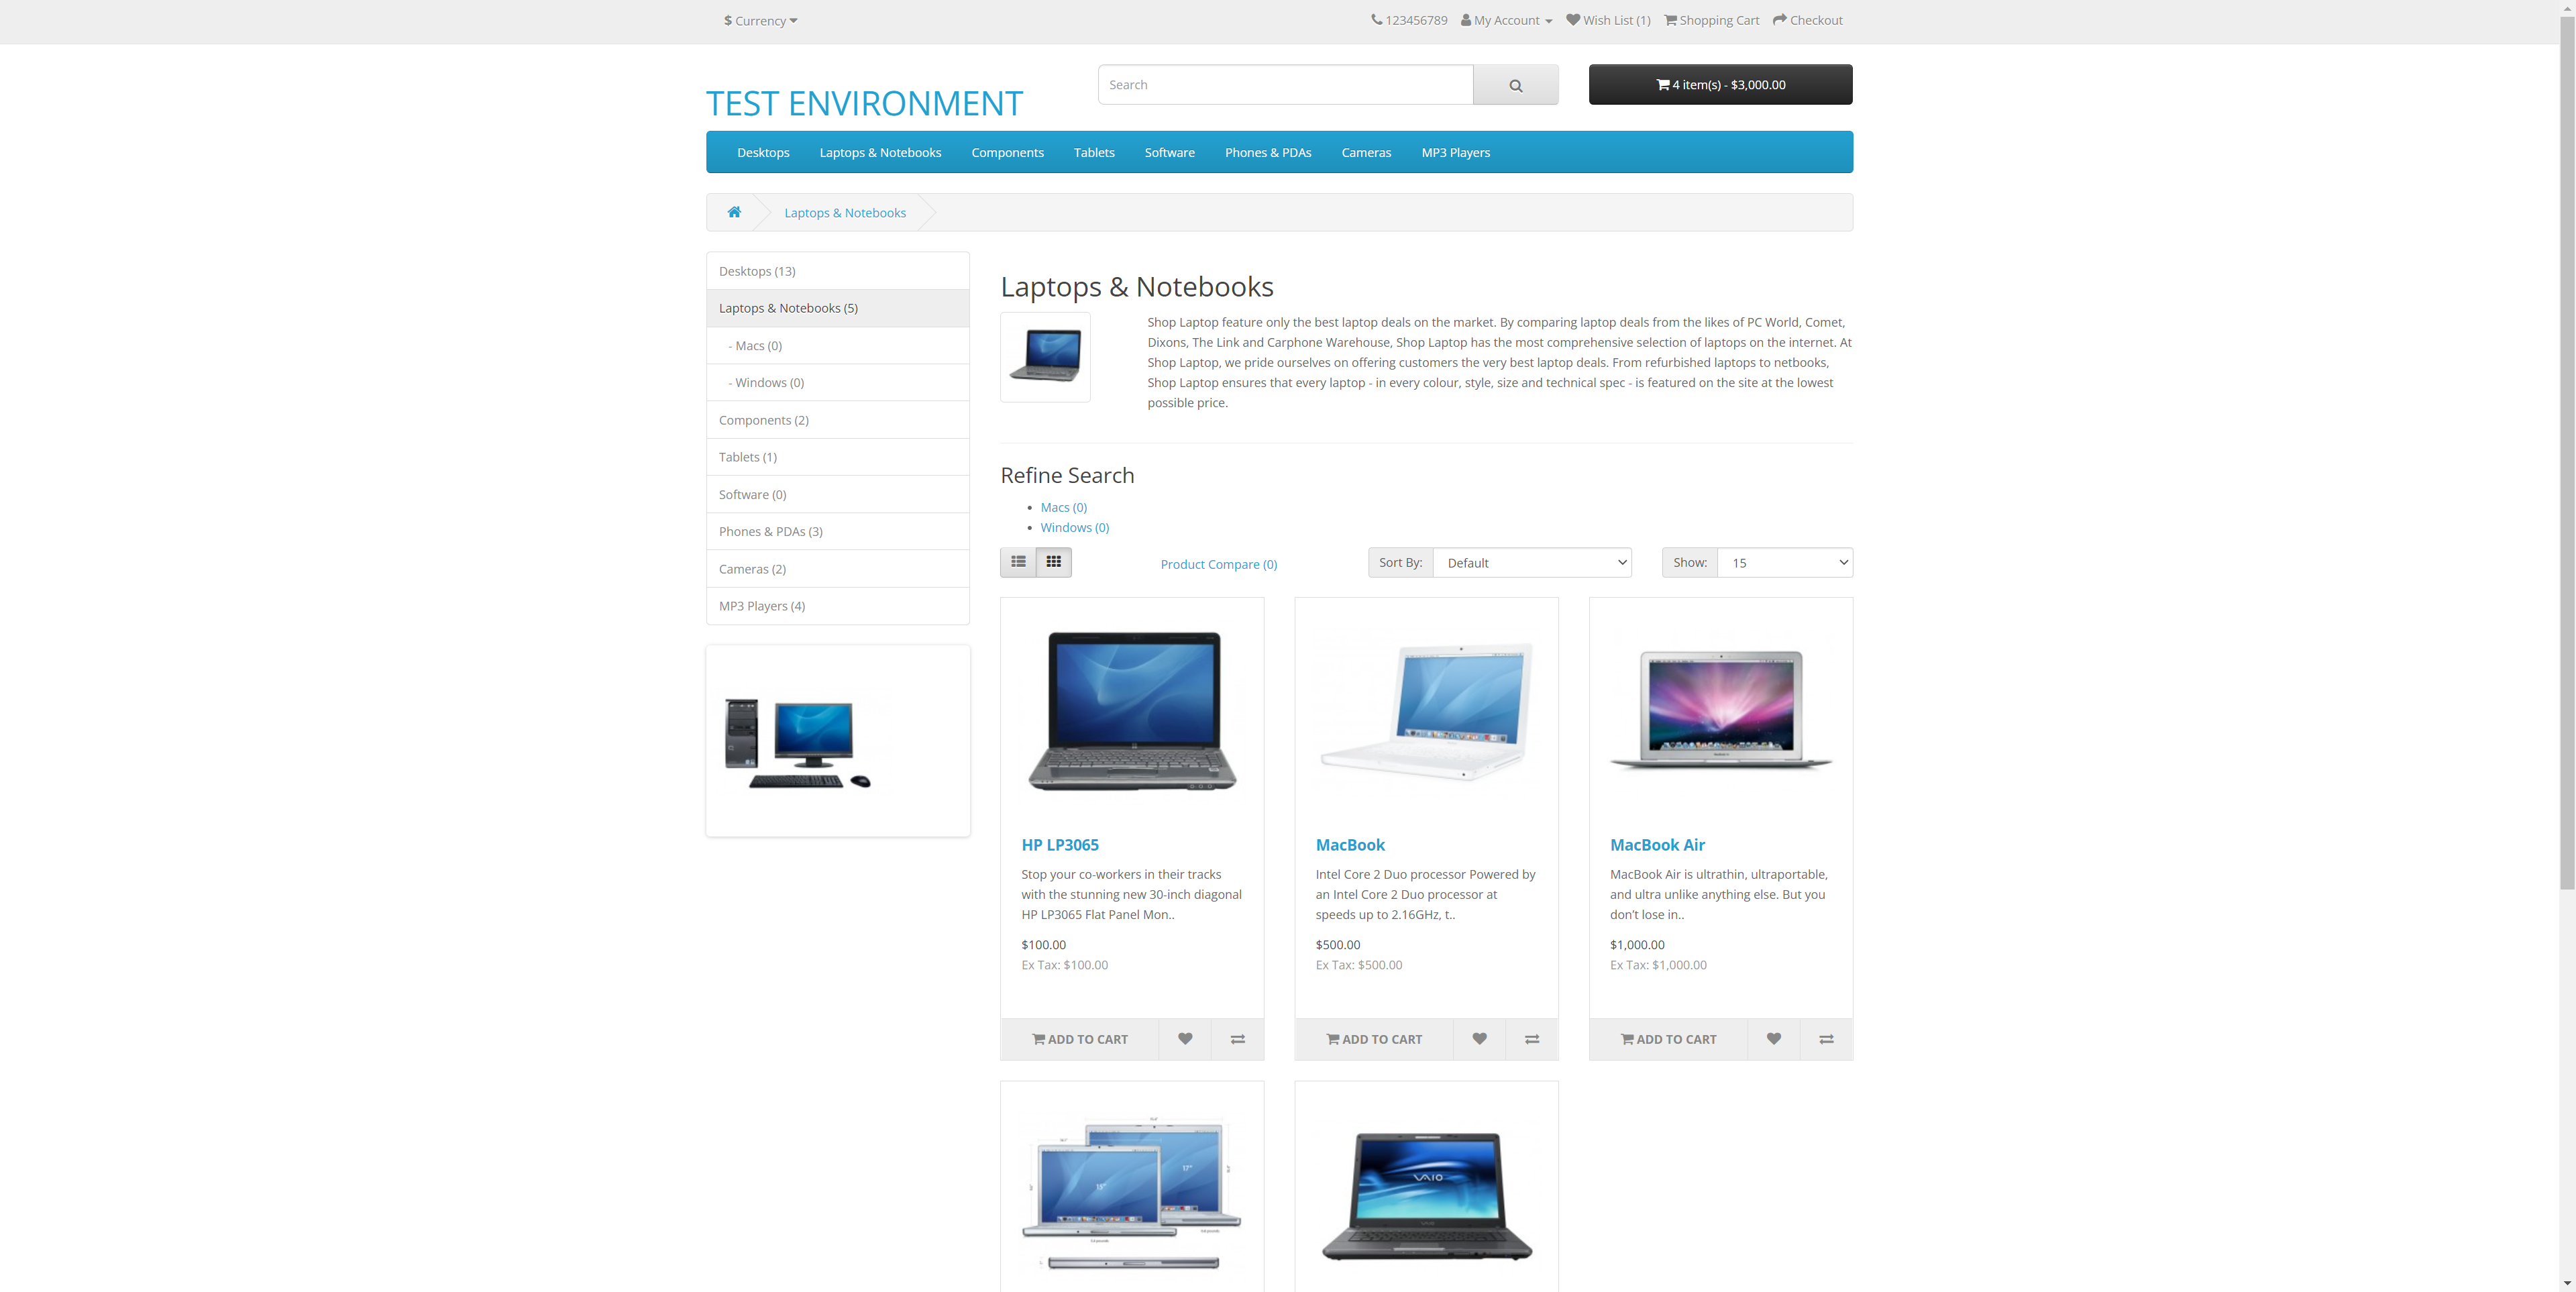 $ Currency
123456789 My Account Wish List (1) Shopping Cart Checkout
TEST ENVIRONMENT
Search
4 item(s) - $3,000.00
Desktops Laptops & Notebooks Components Tablets Software Phones & PDAs Cameras MP3 Players
Laptops & Notebooks
Desktops (13)
Laptops & Notebooks (5)
- Macs (0)
- Windows (0)
Components (2)
Tablets (1)
Software (0)
Phones & PDAs (3)
Cameras (2)
MP3 Players (4)
Laptops & Notebooks
Shop Laptop feature only the best laptop deals on the market. By comparing laptop deals from the likes of PC World, Comet,
Dixons, The Link and Carphone Warehouse, Shop Laptop has the most comprehensive selection of laptops on the internet. At
Shop Laptop, we pride ourselves on offering customers the very best laptop deals. From refurbished laptops to netbooks,
Shop Laptop ensures that every laptop - in every colour, style, size and technical spec - is featured on the site at the lowest
possible price.
Refine Search
• Macs (0)
• Windows (0)
Product Compare (0)
Sort By: Default
Show: 15
HP LP3065
Stop your co-workers in their tracks
with the stunning new 30-inch diagonal
HP LP3065 Flat Panel Mon..
$100.00
Ex Tax: $100.00
ADD TO CART
MacBook
Intel Core 2 Duo processor Powered by
an Intel Core 2 Duo processor at
speeds up to 2.16GHz, t..
$500.00
Ex Tax: $500.00
ADD TO CART
MacBook Air
MacBook Air is ultrathin, ultraportable,
and ultra unlike anything else. But you
don’t lose in..
$1,000.00
Ex Tax: $1,000.00
ADD TO CART
17"
15"
VAIO